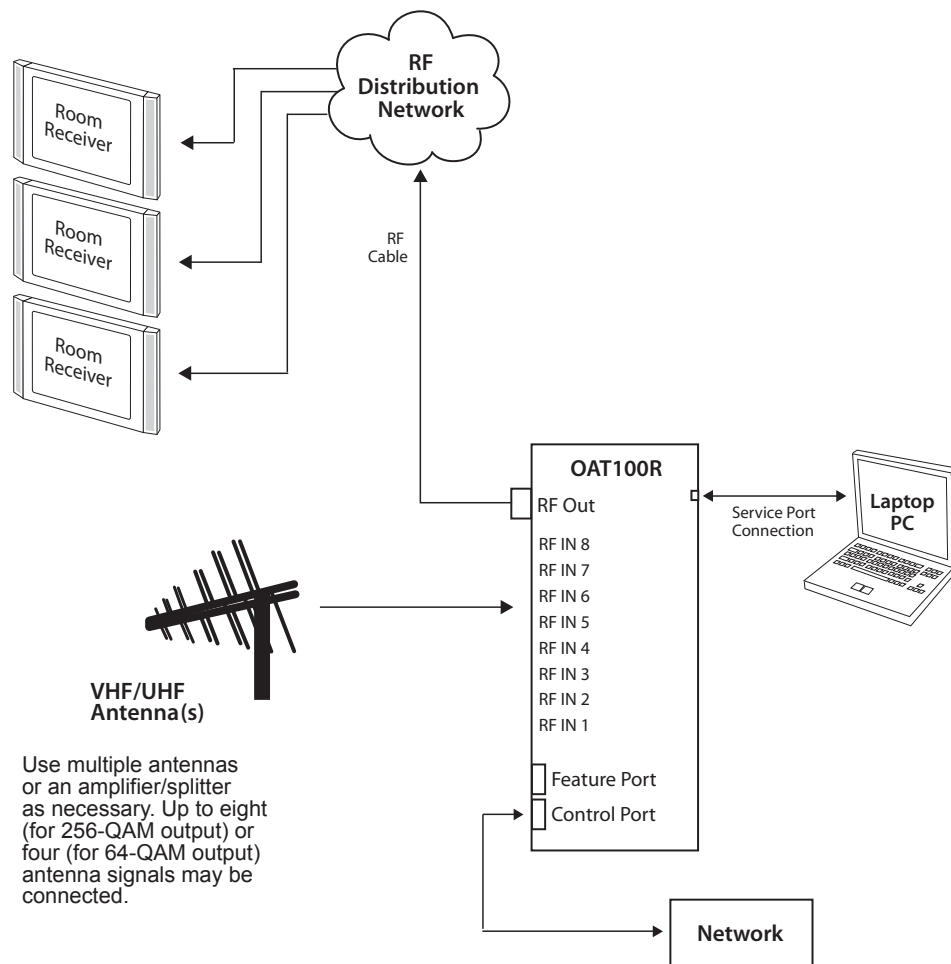 RF
Distribution
Network
Room
Receiver
Room
Receiver
Room
Receiver
RF
Cable
OAT100R
RF Out
RF IN 8
RF IN 7
RF IN 6
RF IN 5
RF IN 4
RF IN 3
RF IN 2
RF IN 1
Feature Port
Control Port
Service Port
Connection
Laptop
PC
VHF/UHF
Antenna(s)
Use multiple antennas
or an amplifier/splitter
as necessary. Up to eight
(for 256-QAM output) or
four (for 64-QAM output)
antenna signals may be
connected.
Network